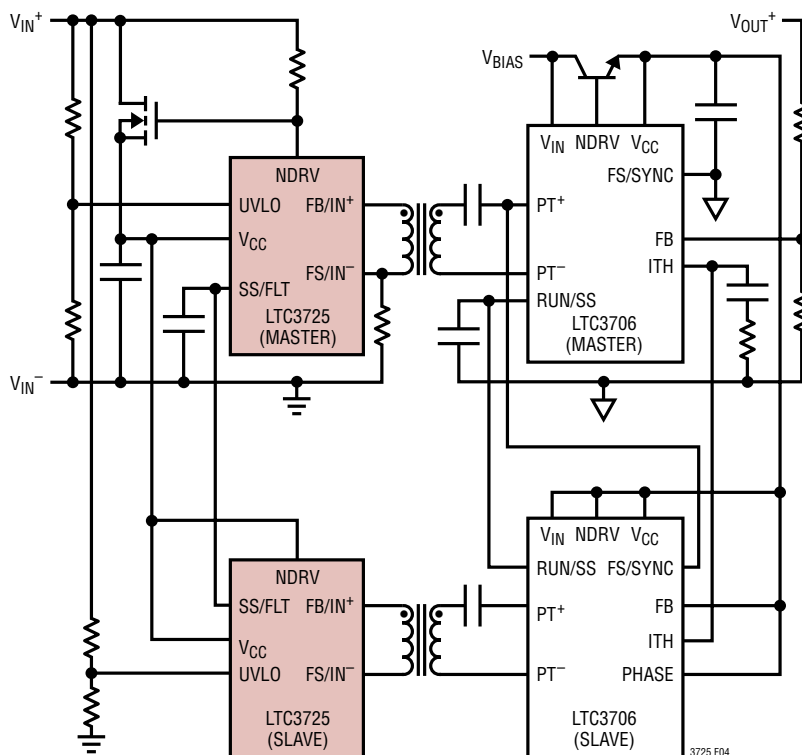 VIN+
VOUT+
VBIAS
VIN NDRV VCC
FS/SYNC
NDRV
UVLO FB/IN+
VCC
FS/IN−
SS/FLT
LTC3725
(MASTER)
PT+
FB
ITH
PT−
RUN/SS
LTC3706
(MASTER)
VIN−
VIN NDRV VCC
RUN/SS FS/SYNC
NDRV
SS/FLT FB/IN+
VCC
UVLO FS/IN−
LTC3725
(SLAVE)
PT+
FB
ITH
PT−
PHASE
LTC3706
(SLAVE)
3725 F04